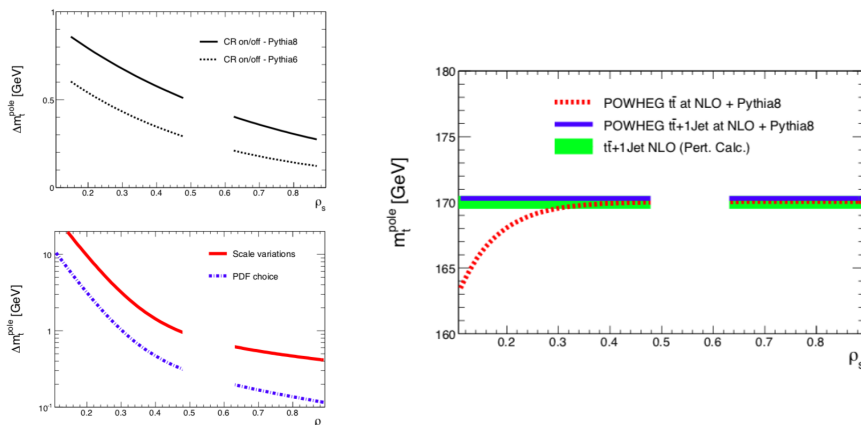 1
0.5
0
Δm_t^pole [GeV]
CR on/off - Pythia8
CR on/off - Pythia6
0.2 0.3 0.4 0.5 0.6 0.7 0.8 0.9
ρ_s
10
1
10^-1
Δm_t^pole [GeV]
Scale variations
PDF choice
0.2 0.3 0.4 0.5 0.6 0.7 0.8
ρ
180
175
170
165
160
m_t^pole [GeV]
POWHEG tt̄ at NLO + Pythia8
POWHEG tt̄+1Jet at NLO + Pythia8
tt̄+1Jet NLO (Pert. Calc.)
0.2 0.3 0.4 0.5 0.6 0.7 0.8
ρ_s